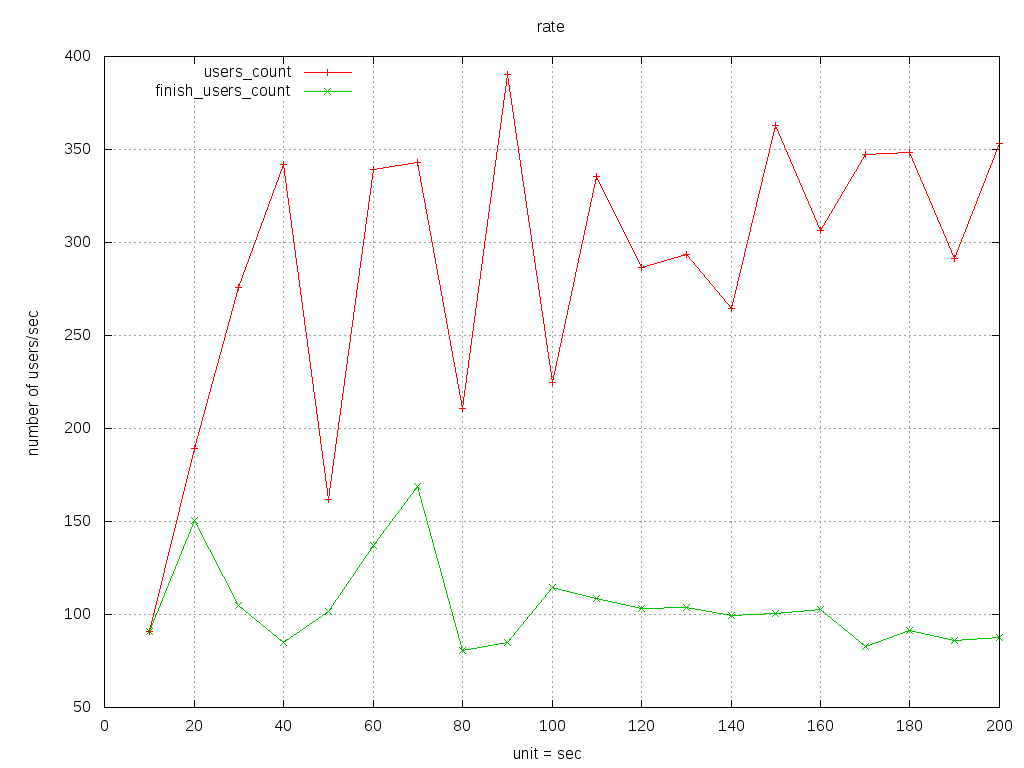 rate
400
users_count
finish_users_count
350
300
250
number of users/sec
200
150
100
50
0 20 40 60 80 100 120 140 160 180 200
unit = sec